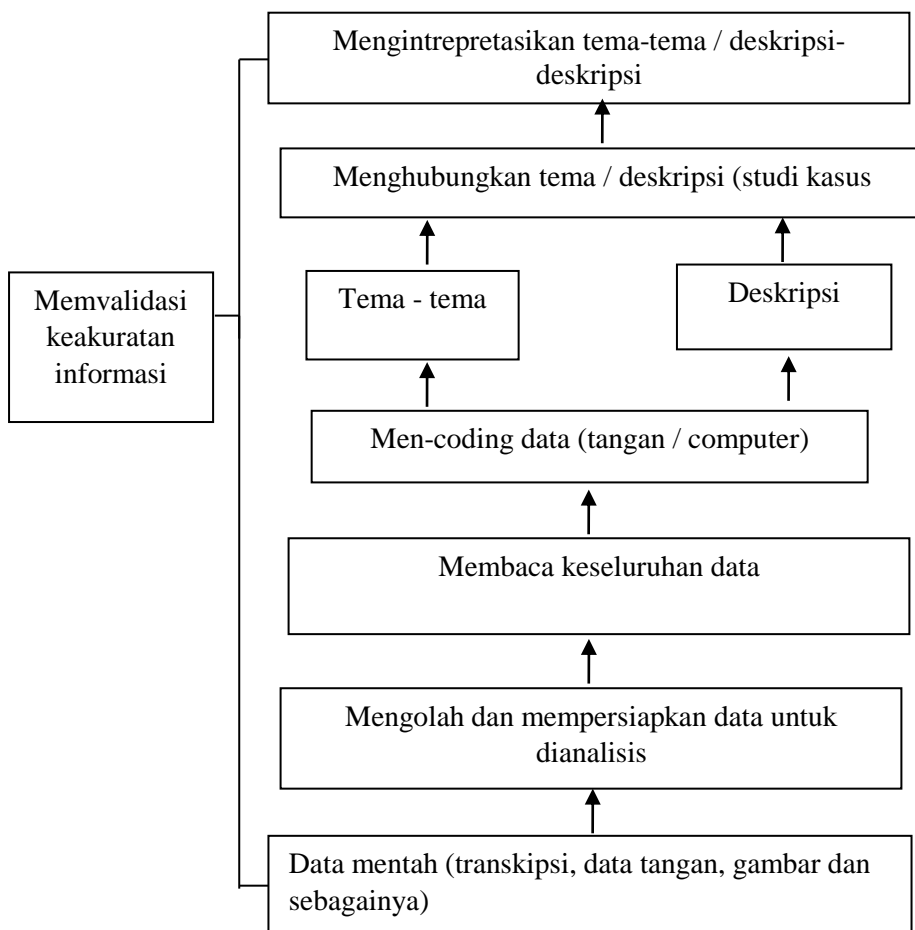 Mengintrepretasikan tema-tema / deskripsi-
deskripsi
Menghubungkan tema / deskripsi (studi kasus
Tema - tema
Deskripsi
Memvalidasi
keakuratan
informasi
Men-coding data (tangan / computer)
Membaca keseluruhan data
Mengolah dan mempersiapkan data untuk
dianalisis
Data mentah (transkipsi, data tangan, gambar dan
sebagainya)